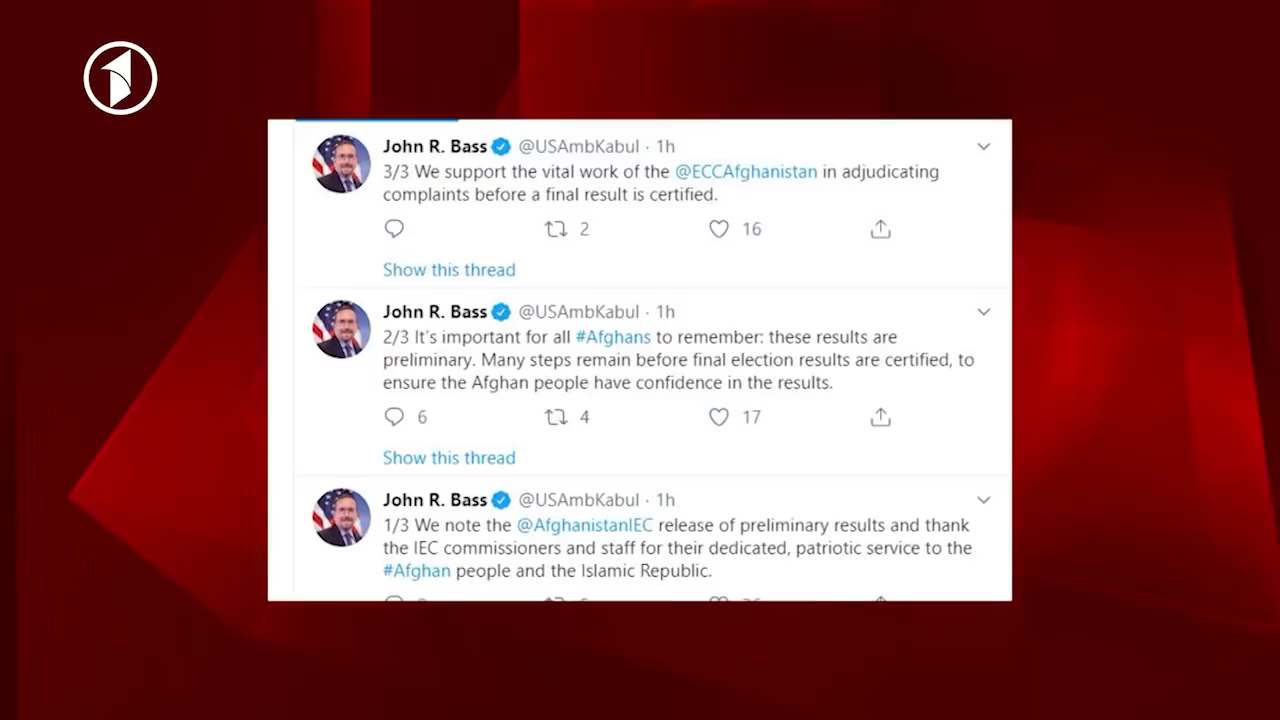 John R. Bass @USAmbKabul · 1h
3/3 We support the vital work of the @ECCAfghanistan in adjudicating
complaints before a final result is certified.
2 16
Show this thread
John R. Bass @USAmbKabul · 1h
2/3 It's important for all #Afghans to remember: these results are
preliminary. Many steps remain before final election results are certified, to
ensure the Afghan people have confidence in the results.
6 4 17
Show this thread
John R. Bass @USAmbKabul · 1h
1/3 We note the @AfghanistanIEC release of preliminary results and thank
the IEC commissioners and staff for their dedicated, patriotic service to the
#Afghan people and the Islamic Republic.